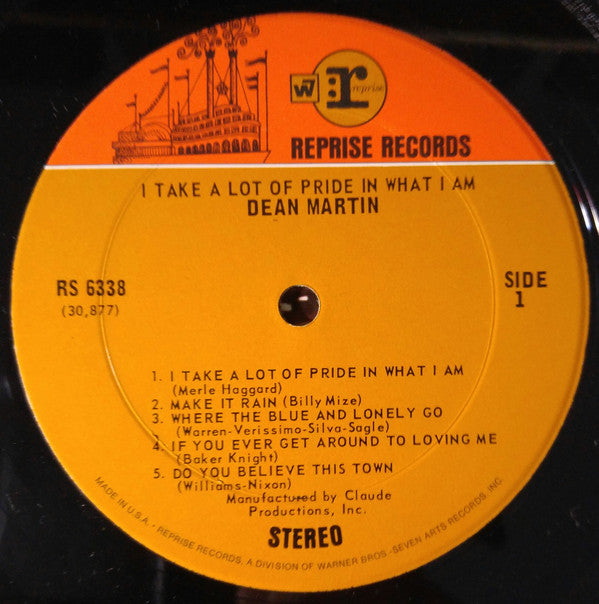 W7
r
reprise
REPRISE RECORDS
I TAKE A LOT OF PRIDE IN WHAT I AM
DEAN MARTIN
RS 6338
(30,877)
SIDE
1
1. I TAKE A LOT OF PRIDE IN WHAT I AM
(Merle Haggard)
2. MAKE IT RAIN (Billy Mize)
3. WHERE THE BLUE AND LONELY GO
(Warren-Verissimo-Silva-Sagle)
4. IF YOU EVER GET AROUND TO LOVING ME
(Baker Knight)
5. DO YOU BELIEVE THIS TOWN
(Williams-Nixon)
Manufactured by Claude
Productions, Inc.
STEREO
MADE IN U.S.A. • REPRISE RECORDS, A DIVISION OF WARNER BROS.-SEVEN ARTS RECORDS, INC.